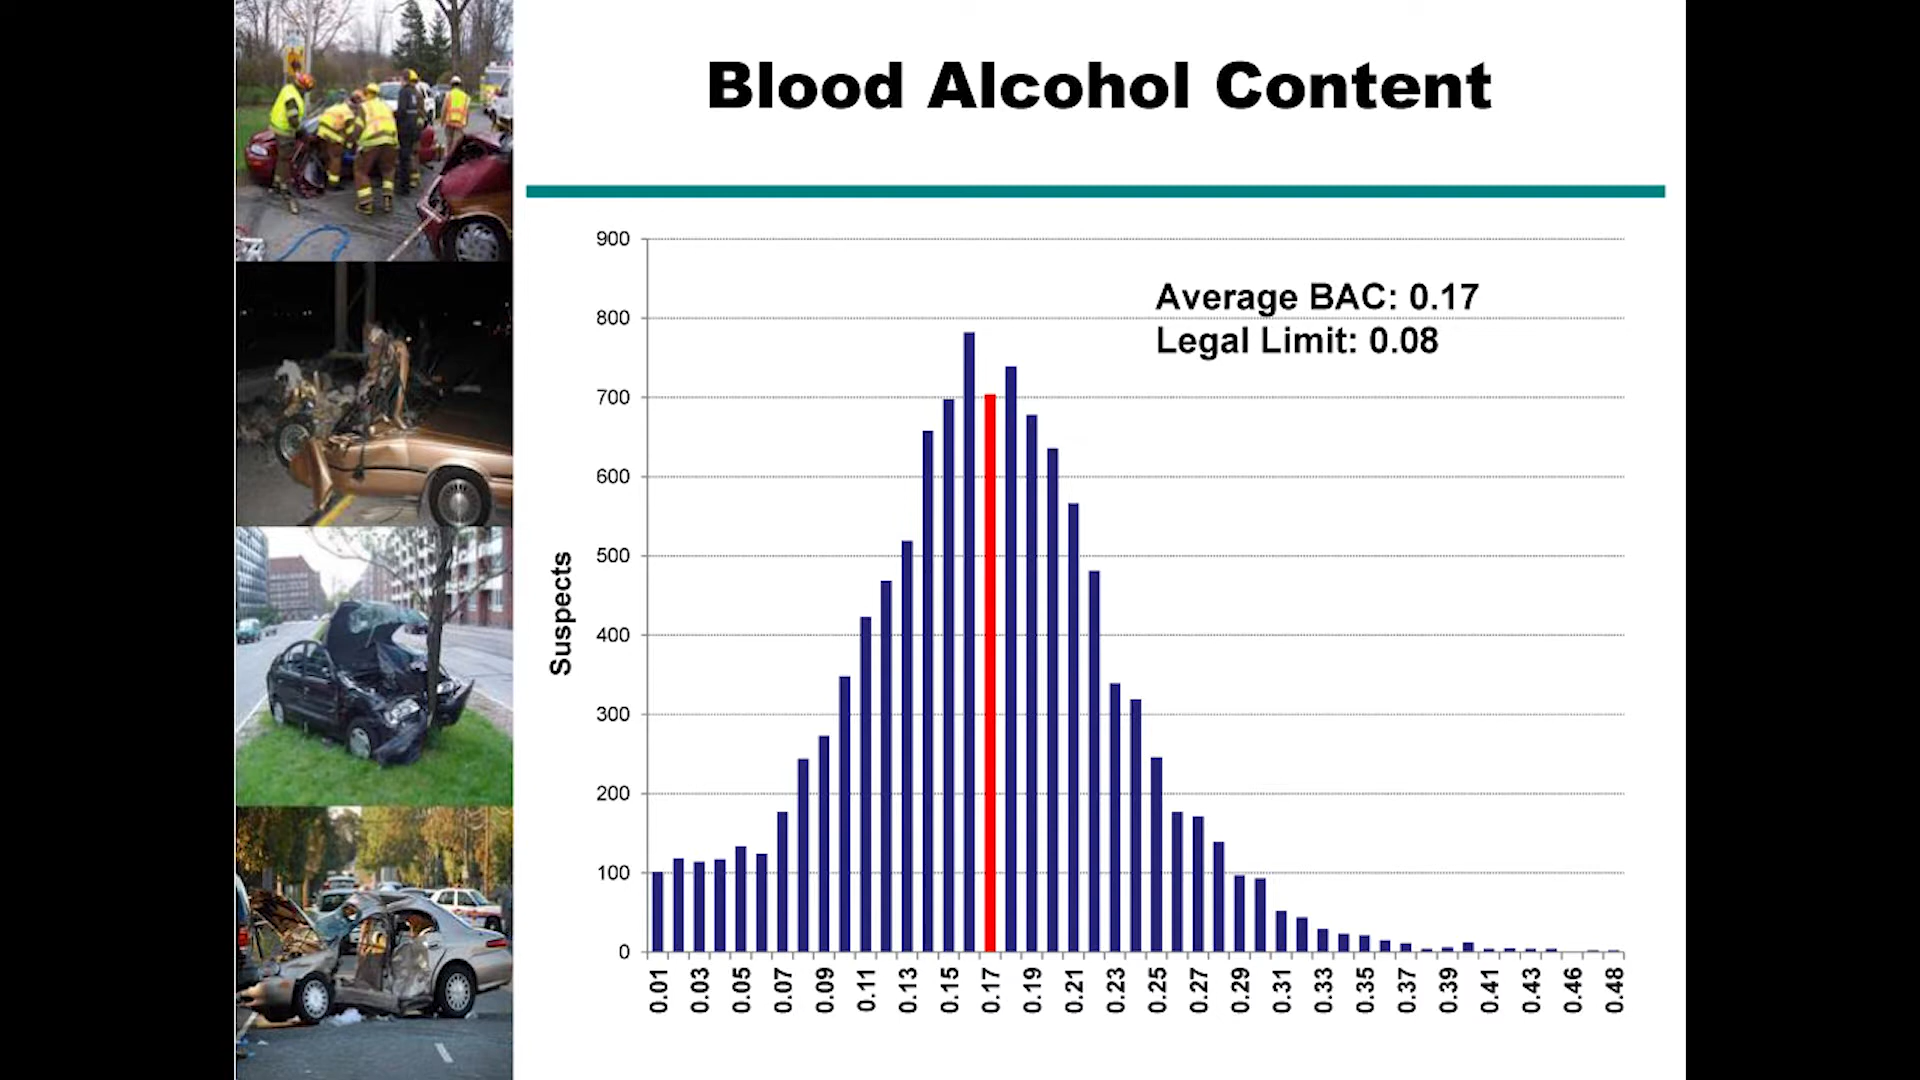 Blood Alcohol Content
Average BAC: 0.17
Legal Limit: 0.08
900
800
700
600
500
400
300
200
100
0
Suspects
0.01 0.03 0.05 0.07 0.09 0.11 0.13 0.15 0.17 0.19 0.21 0.23 0.25 0.27 0.29 0.31 0.33 0.35 0.37 0.39 0.41 0.43 0.46 0.48